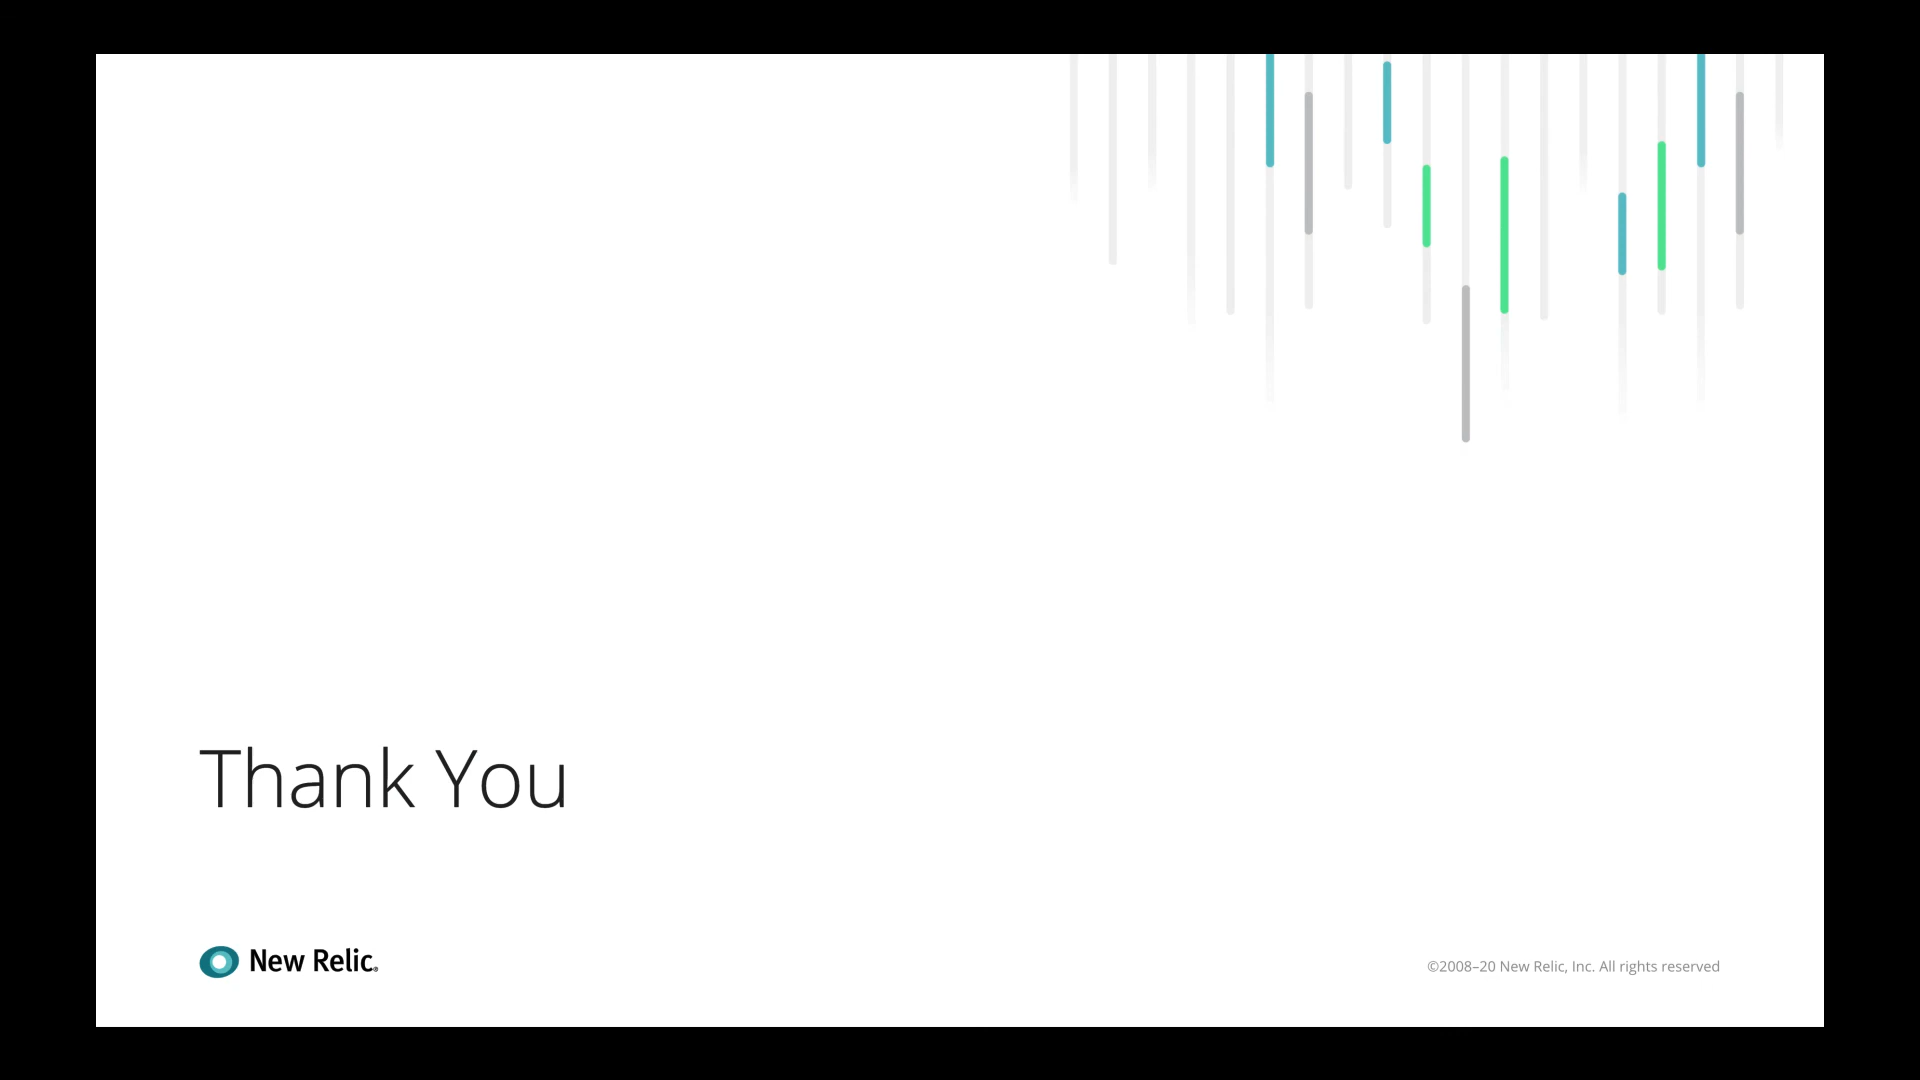 Thank You
New Relic®
©2008–20 New Relic, Inc. All rights reserved